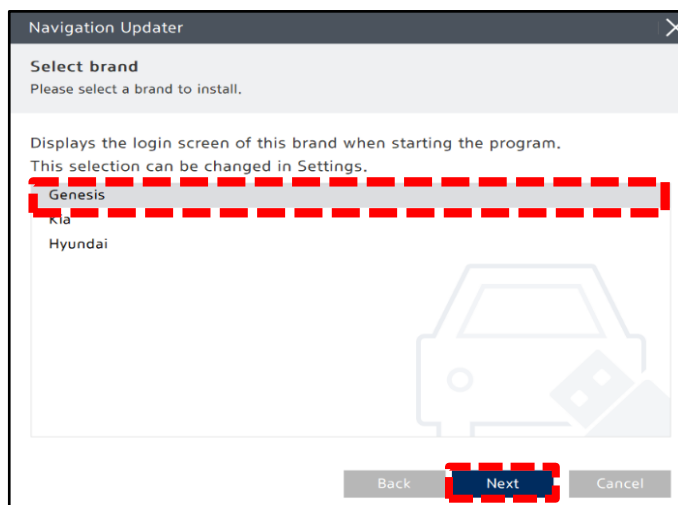 Navigation Updater
Select brand
Please select a brand to install.
Displays the login screen of this brand when starting the program.
This selection can be changed in Settings.
Genesis
Kia
Hyundai
Back Next Cancel